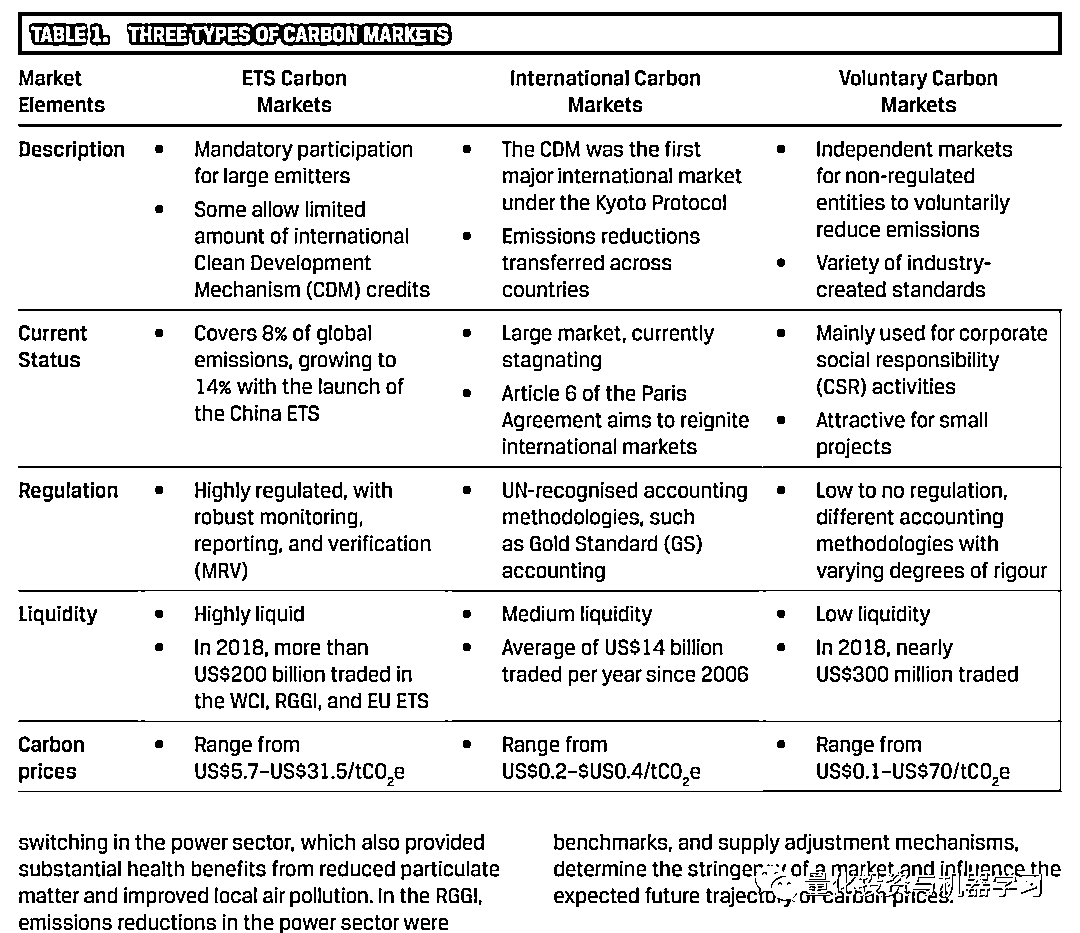 TABLE 1. THREE TYPES OF CARBON MARKETS
Market
Elements
ETS Carbon
Markets
International Carbon
Markets
Voluntary Carbon
Markets
Description
• Mandatory participation
for large emitters
• Some allow limited
amount of international
Clean Development
Mechanism (CDM) credits
• The CDM was the first
major international market
under the Kyoto Protocol
• Emissions reductions
transferred across
countries
• Independent markets
for non-regulated
entities to voluntarily
reduce emissions
• Variety of industry-
created standards
Current
Status
• Covers 8% of global
emissions, growing to
14% with the launch of
the China ETS
• Large market, currently
stagnating
• Article 6 of the Paris
Agreement aims to reignite
international markets
• Mainly used for corporate
social responsibility
(CSR) activities
• Attractive for small
projects
Regulation
• Highly regulated, with
robust monitoring,
reporting, and verification
(MRV)
• UN-recognised accounting
methodologies, such
as Gold Standard (GS)
accounting
• Low to no regulation,
different accounting
methodologies with
varying degrees of rigour
Liquidity
• Highly liquid
• In 2018, more than
US$200 billion traded in
the WCI, RGGI, and EU ETS
• Medium liquidity
• Average of US$14 billion
traded per year since 2006
• Low liquidity
• In 2018, nearly
US$300 million traded
Carbon
prices
• Range from
US$5.7–US$31.5/tCO₂e
• Range from
US$0.2–$US0.4/tCO₂e
• Range from
US$0.1–US$70/tCO₂e
switching in the power sector, which also provided
substantial health benefits from reduced particulate
matter and improved local air pollution. In the RGGI,
emissions reductions in the power sector were
benchmarks, and supply adjustment mechanisms,
determine the stringency of a market and influence the
expected future trajectory of carbon prices.
量化投资与机器学习